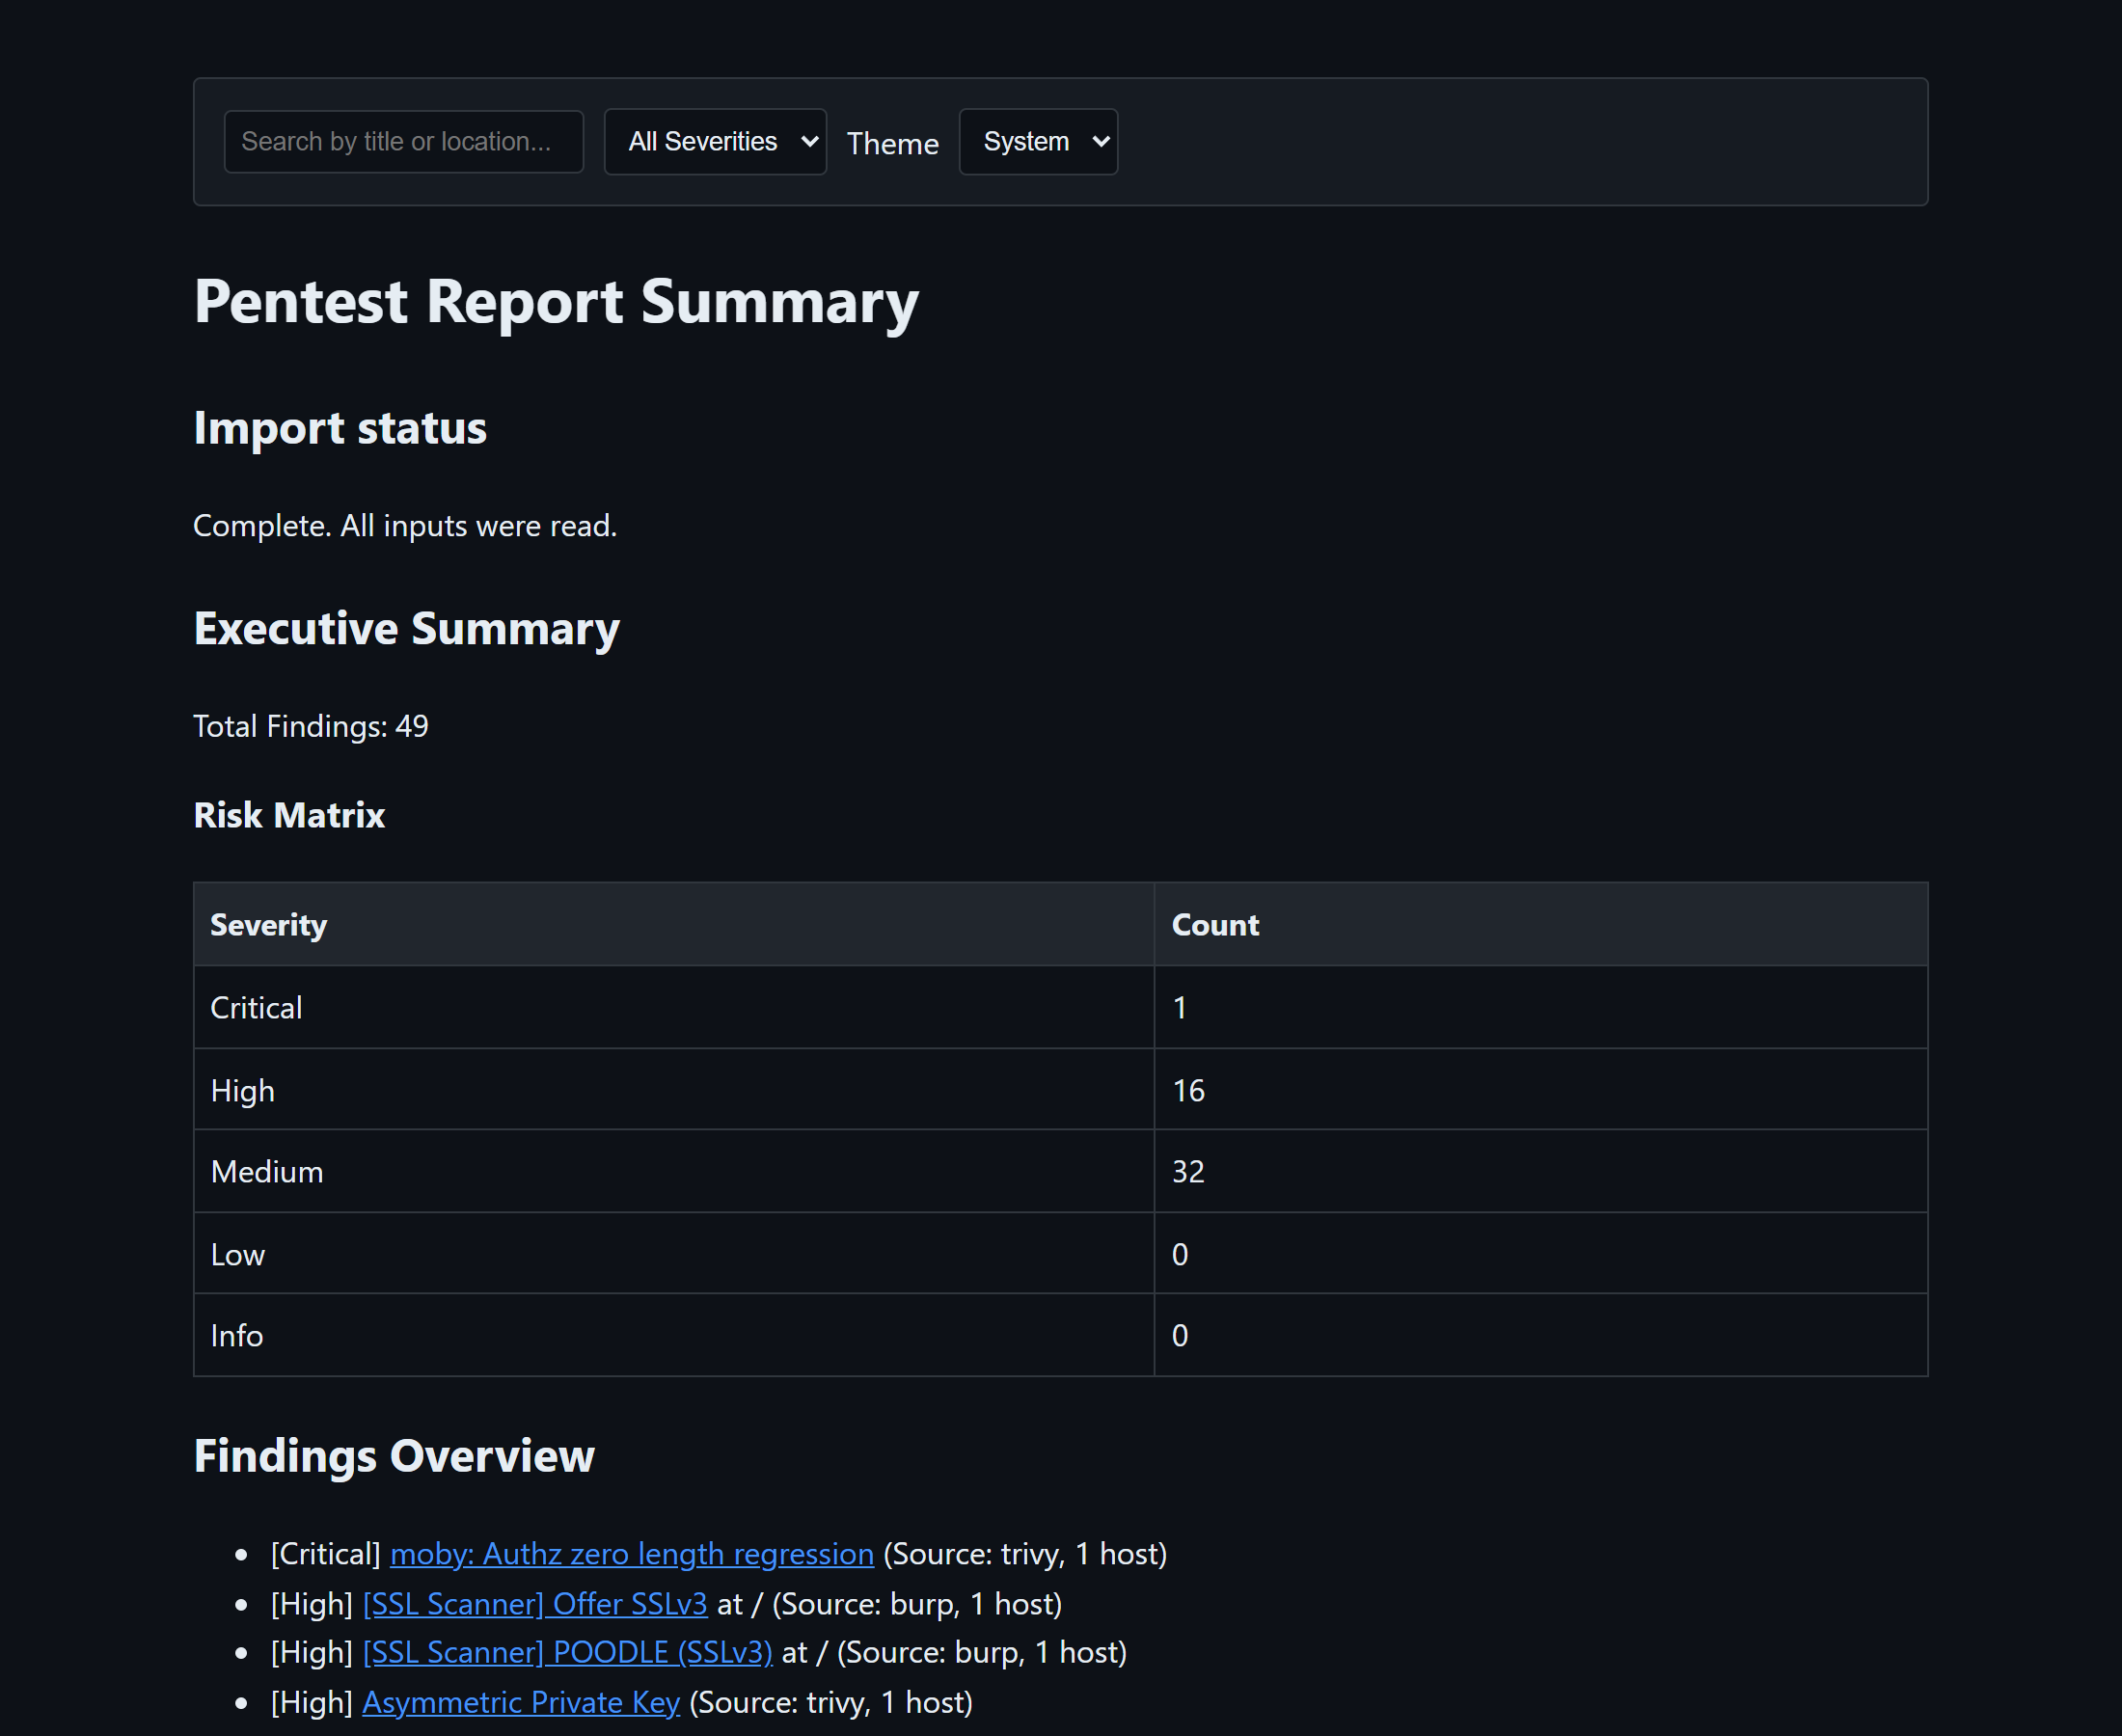 Search by title or location... All Severities Theme System
Pentest Report Summary
Import status
Complete. All inputs were read.
Executive Summary
Total Findings: 49
Risk Matrix
Severity Count
Critical 1
High 16
Medium 32
Low 0
Info 0
Findings Overview
[Critical] moby: Authz zero length regression (Source: trivy, 1 host)
[High] [SSL Scanner] Offer SSLv3 at / (Source: burp, 1 host)
[High] [SSL Scanner] POODLE (SSLv3) at / (Source: burp, 1 host)
[High] Asymmetric Private Key (Source: trivy, 1 host)